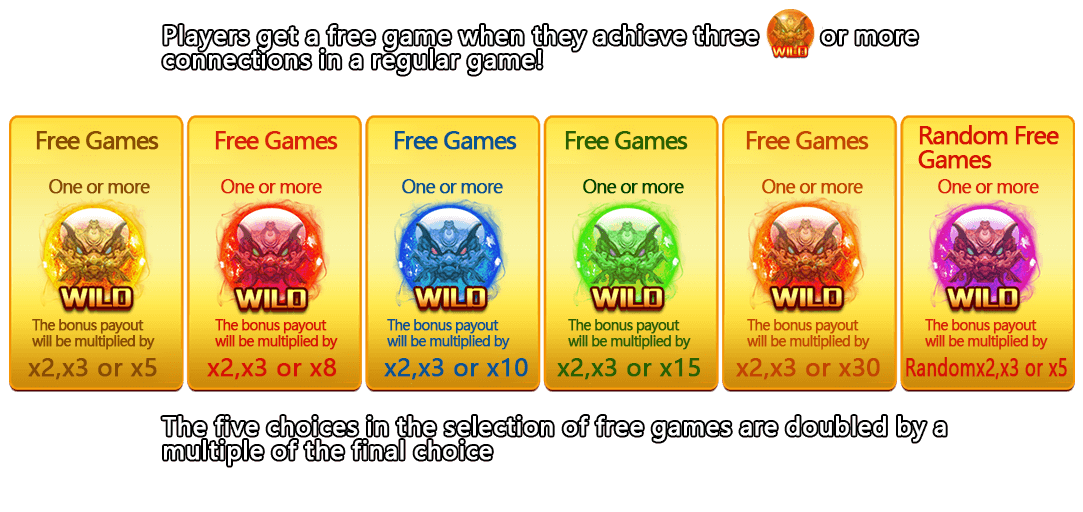 Players get a free game when they achieve three WILD or more
connections in a regular game!
Free Games
One or more
WILD
The bonus payout
will be multiplied by
x2,x3 or x5
Free Games
One or more
WILD
The bonus payout
will be multiplied by
x2,x3 or x8
Free Games
One or more
WILD
The bonus payout
will be multiplied by
x2,x3 or x10
Free Games
One or more
WILD
The bonus payout
will be multiplied by
x2,x3 or x15
Free Games
One or more
WILD
The bonus payout
will be multiplied by
x2,x3 or x30
Random Free
Games
One or more
WILD
The bonus payout
will be multiplied by
Randomx2,x3 or x5
The five choices in the selection of free games are doubled by a
multiple of the final choice